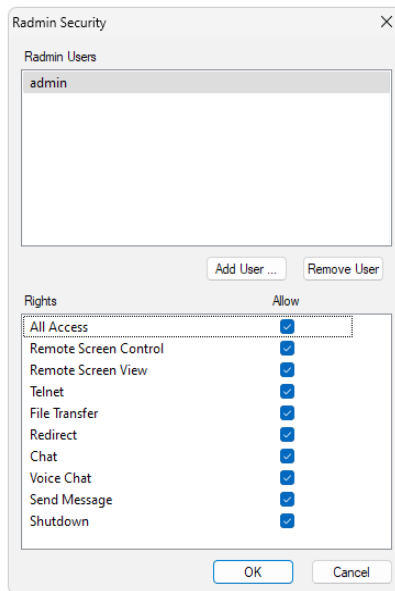 Radmin Security
Radmin Users
admin
Add User ... Remove User
Rights Allow
All Access
Remote Screen Control
Remote Screen View
Telnet
File Transfer
Redirect
Chat
Voice Chat
Send Message
Shutdown
OK Cancel